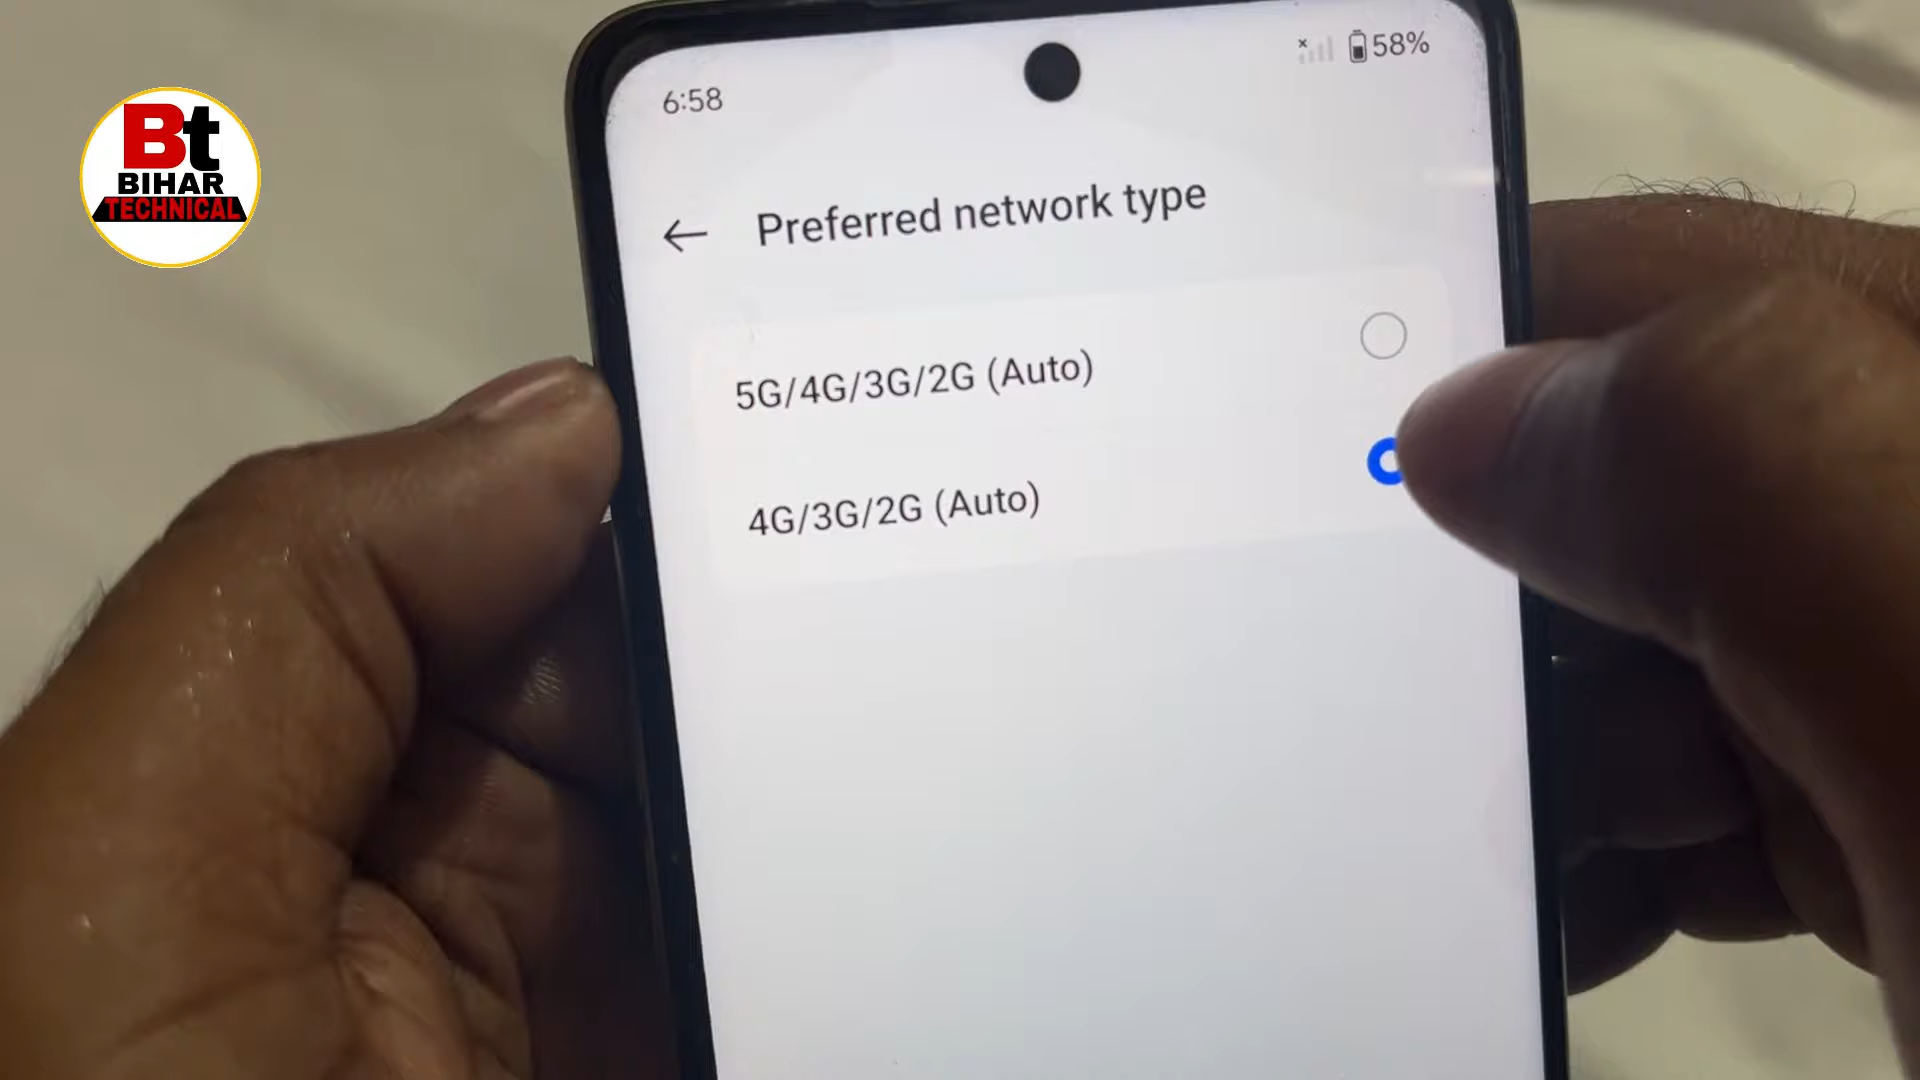 Bt
BIHAR
TECHNICAL
6:58
58%
Preferred network type
5G/4G/3G/2G (Auto)
4G/3G/2G (Auto)